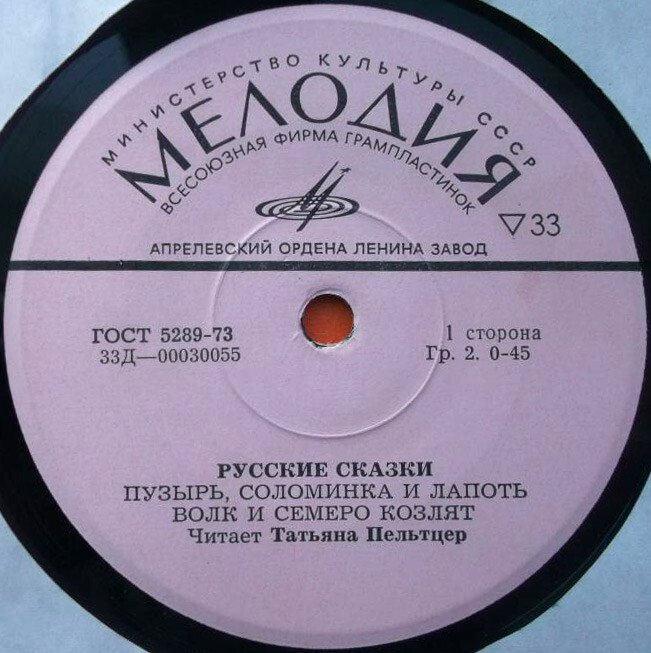 МИНИСТЕРСТВО КУЛЬТУРЫ СССР
МЕЛОДИЯ
ВСЕСОЮЗНАЯ ФИРМА ГРАМПЛАСТИНОК
▽33
АПРЕЛЕВСКИЙ ОРДЕНА ЛЕНИНА ЗАВОД
ГОСТ 5289-73
33Д—00030055
1 сторона
Гр. 2. 0-45
РУССКИЕ СКАЗКИ
ПУЗЫРЬ, СОЛОМИНКА И ЛАПОТЬ
ВОЛК И СЕМЕРО КОЗЛЯТ
Читает Татьяна Пельтцер